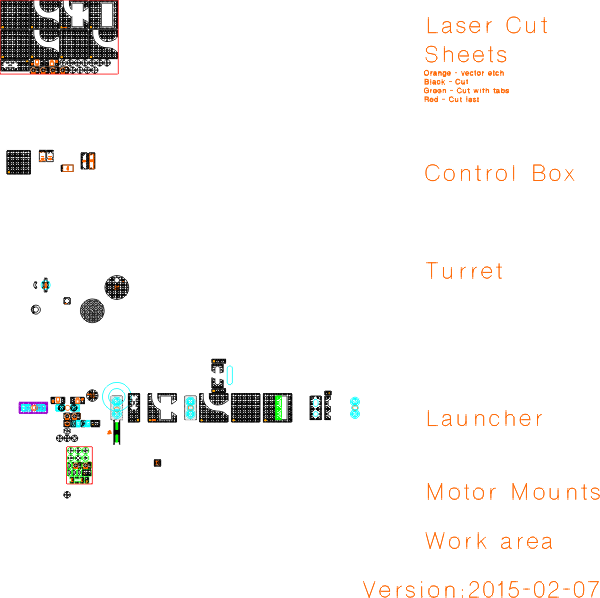 Laser Cut
Sheets
Orange - Vector etch
Black - Cut
Green - Cut with tabs
Red - Cut last
Control Box
Turret
Launcher
Motor Mounts
Work area
Version:2015-02-07